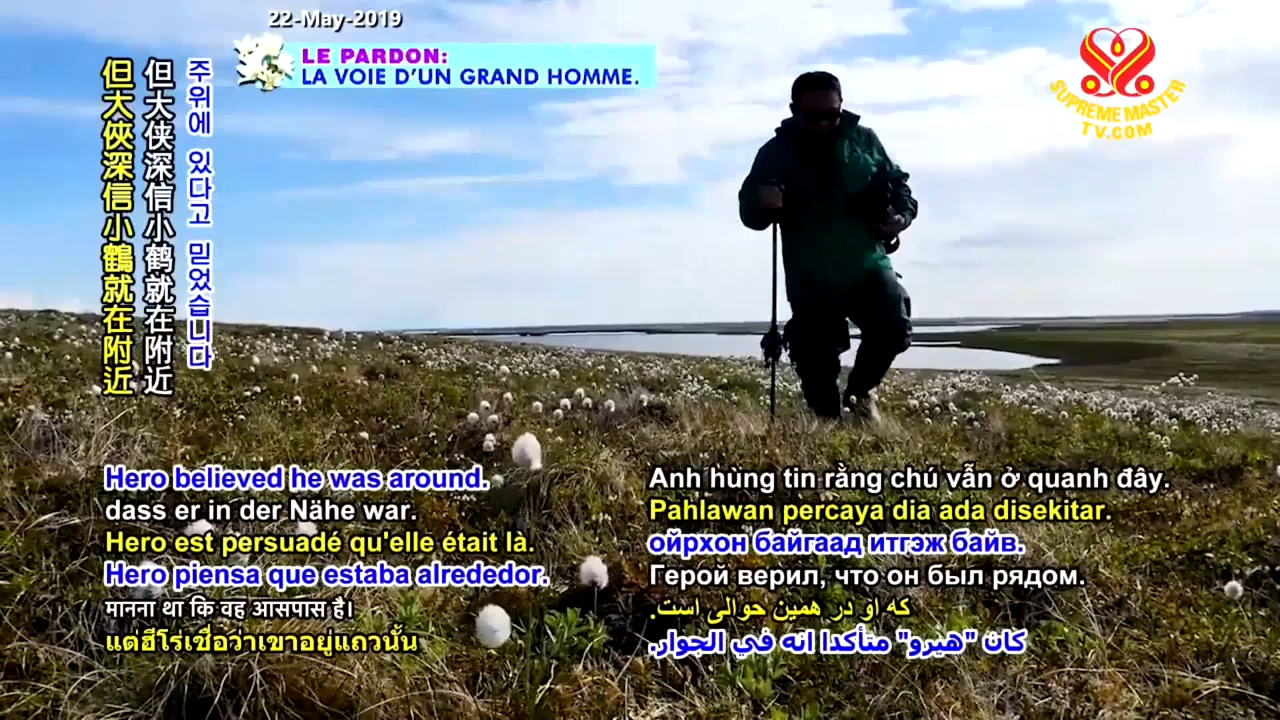 22-May-2019
LE PARDON:
LA VOIE D'UN GRAND HOMME.
SUPREME MASTER
TV.COM
但大俠深信小鶴就在附近
但大侠深信小鹤就在附近
주위에 있다고 믿었습니다
Hero believed he was around.
dass er in der Nähe war.
Hero est persuadé qu'elle était là.
Hero piensa que estaba alrededor.
मानना था कि वह आसपास है।
แต่ฮีโร่เชื่อว่าเขาอยู่แถวนั้น
Anh hùng tin rằng chú vẫn ở quanh đây.
Pahlawan percaya dia ada disekitar.
ойрхон байгаад итгэж байв.
Герой верил, что он был рядом.
که او در همین حوالی است.
كان "هيرو" متأكدا انه في الجوار.